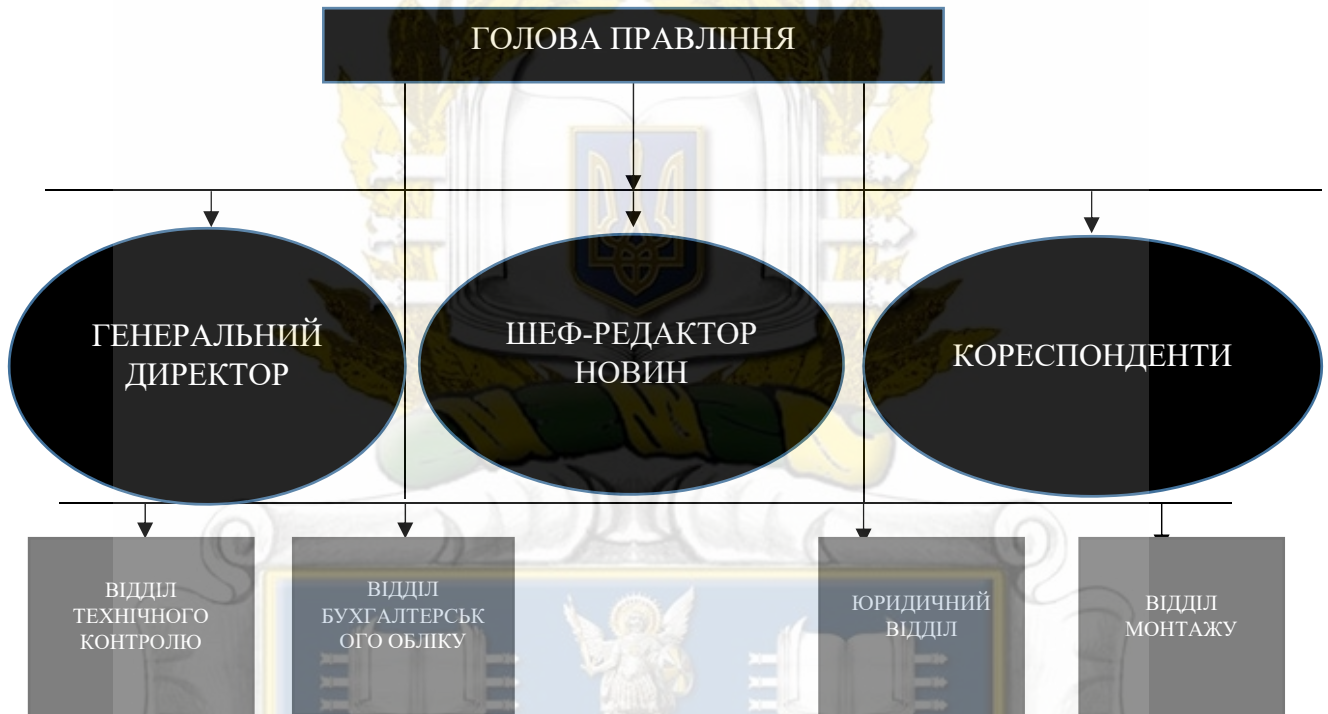 ГОЛОВА ПРАВЛІННЯ
ГЕНЕРАЛЬНИЙ
ДИРЕКТОР
ШЕФ-РЕДАКТОР
НОВИН
КОРЕСПОНДЕНТИ
ВІДДІЛ
ТЕХНІЧНОГО
КОНТРОЛЮ
ВІДДІЛ
БУХГАЛТЕРСЬК
ОГО ОБЛІКУ
ЮРИДИЧНИЙ
ВІДДІЛ
ВІДДІЛ
МОНТАЖУ